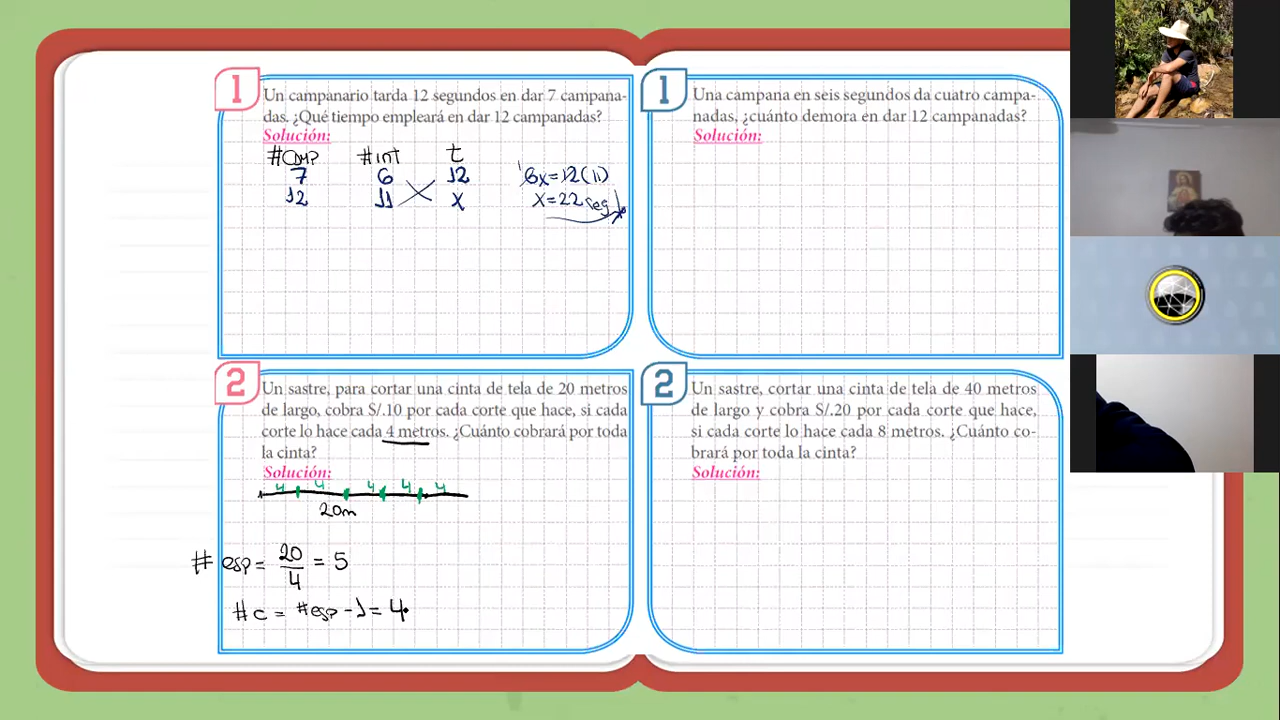 1
Un campanario tarda 12 segundos en dar 7 campana-
das. ¿Qué tiempo empleará en dar 12 campanadas?
Solución:
#Cmp #int t
7 6 12 6x=12(11)
12 11 x x=22 seg
1
Una campana en seis segundos da cuatro campa-
nadas, ¿cuánto demora en dar 12 campanadas?
Solución:
2
Un sastre, para cortar una cinta de tela de 20 metros
de largo, cobra S/.10 por cada corte que hace, si cada
corte lo hace cada 4 metros. ¿Cuánto cobrará por toda
la cinta?
Solución:
4 4 4 4 4
20m
# esp = 20/4 = 5
# c = #esp - 1 = 4
2
Un sastre, cortar una cinta de tela de 40 metros
de largo y cobra S/.20 por cada corte que hace,
si cada corte lo hace cada 8 metros. ¿Cuánto co-
brará por toda la cinta?
Solución: